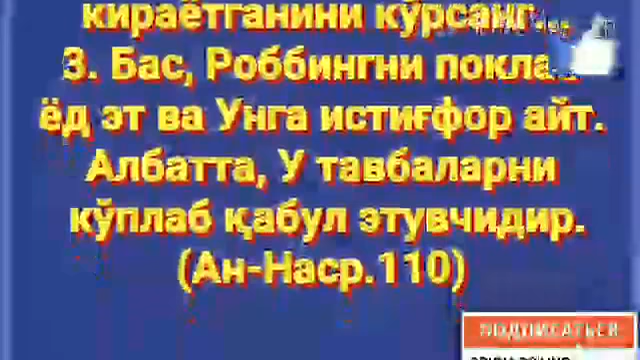 кираётганини кўрсанг...
3. Бас, Роббингни поклаб
ёд эт ва Унга истиғфор айт.
Албатта, У тавбаларни
кўплаб қабул этувчидир.
(Ан-Наср.110)
ПОДПИСАТЬСЯ